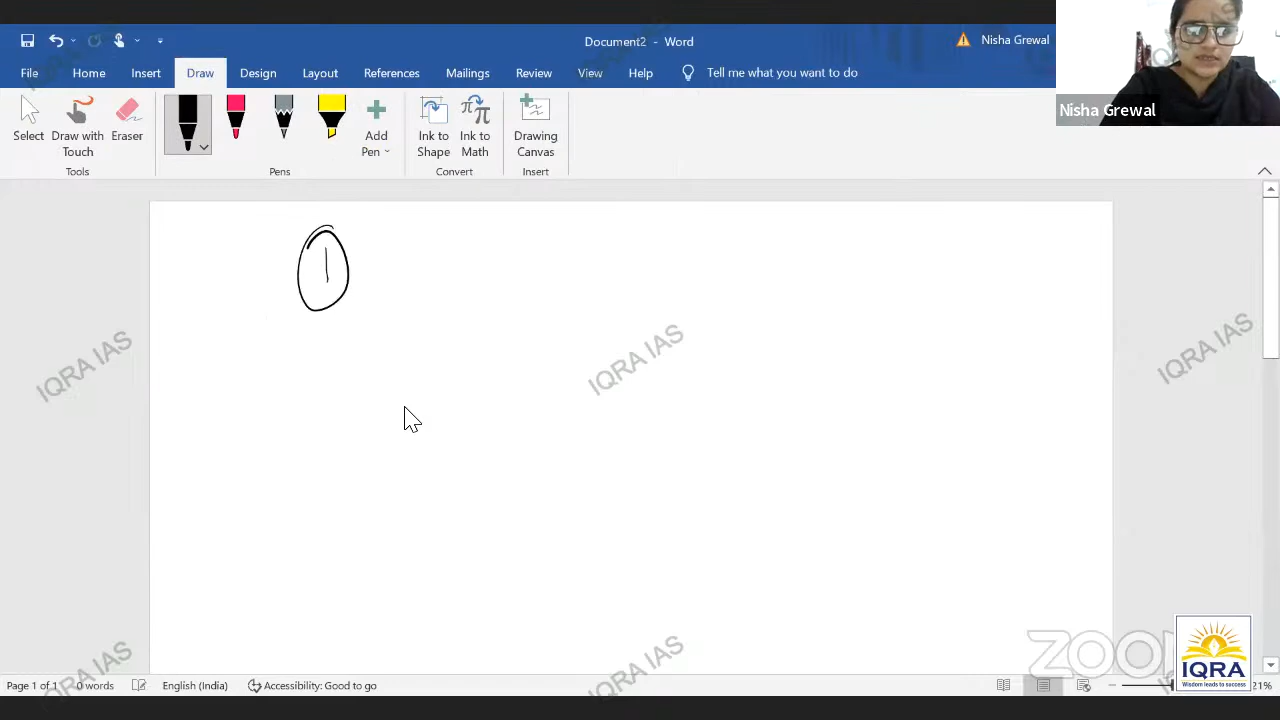 Document2 - Word
Nisha Grewal
File Home Insert Draw Design Layout References Mailings Review View Help Tell me what you want to do
Select Draw with Touch Eraser Add Pen Ink to Shape Ink to Math Drawing Canvas
Tools Pens Convert Insert
Nisha Grewal
1
IQRA IAS IQRA IAS IQRA IAS
IQRA IAS IQRA IAS
ZOO
IQRA
Wisdom leads to success
Page 1 of 1 0 words English (India) Accessibility: Good to go 21%